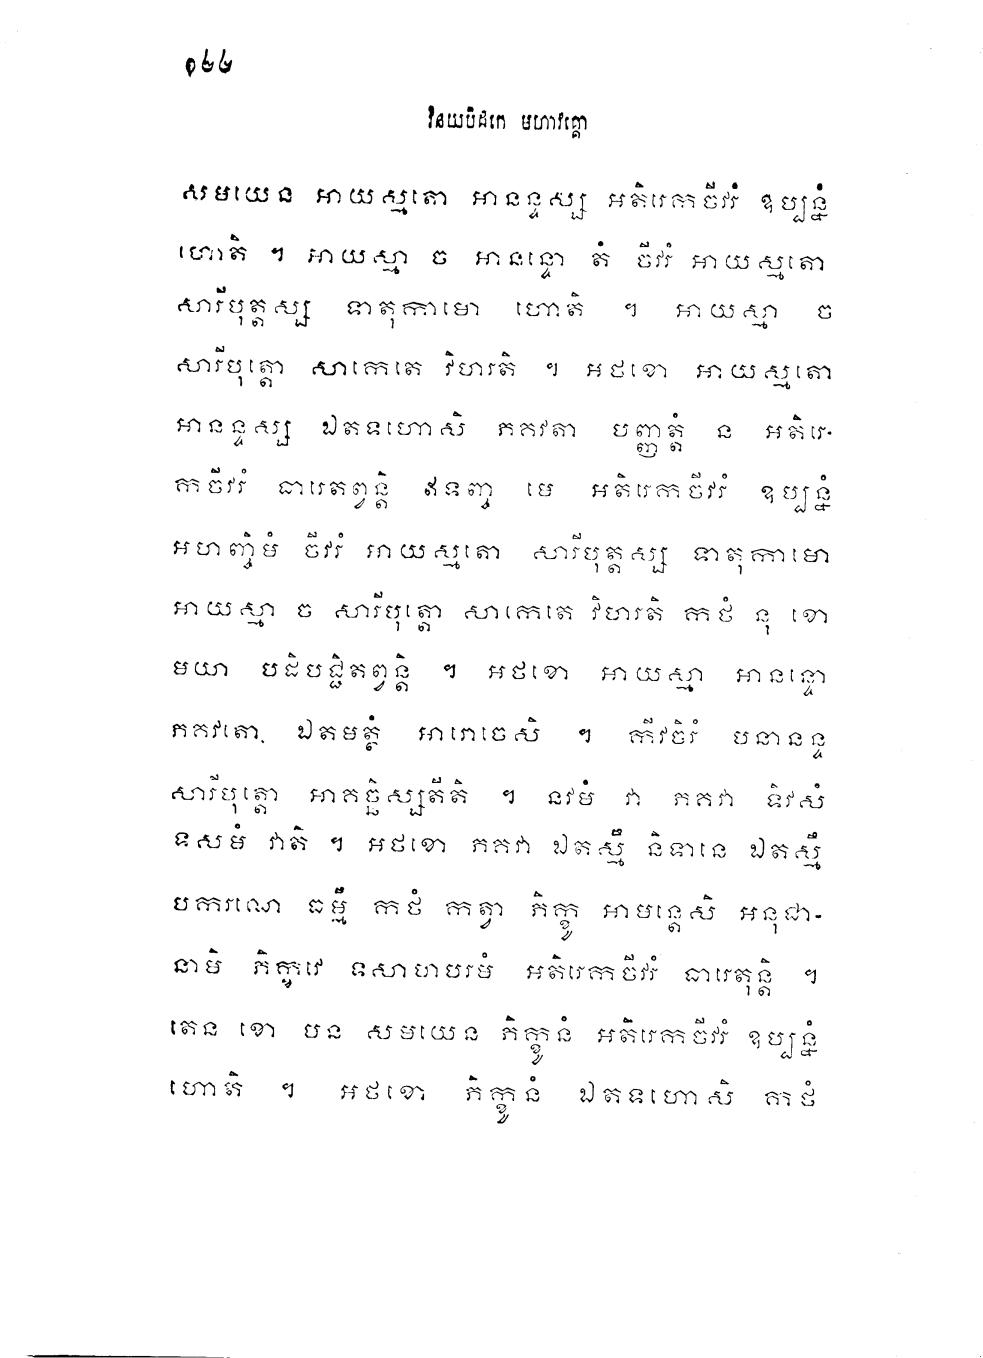 ១៤៤
វិនយបិដកេ មហាវគ្គោ
សមយេន អាយស្មតោ អានន្ទស្ស អតិរេកចីវរំ ឧប្បន្នំ
ហោតិ ។ អាយស្មា ច អានន្ទោ តំ ចីវរំ អាយស្មតោ
សារីបុត្តស្ស ទាតុកាមោ ហោតិ ។ អាយស្មា ច
សារីបុត្តោ សាកេតេ វិហរតិ ។ អថខោ អាយស្មតោ
អានន្ទស្ស ឯតទហោសិ ភគវតា បញ្ញត្តំ ន អតិរេ-
កចីវរំ ធារេតព្វន្តិ ឥទញ្ច មេ អតិរេកចីវរំ ឧប្បន្នំ
អហញ្ចិមំ ចីវរំ អាយស្មតោ សារីបុត្តស្ស ទាតុកាមោ
អាយស្មា ច សារីបុត្តោ សាកេតេ វិហរតិ កថំ នុ ខោ
មយា បដិបជ្ជិតព្វន្តិ ។ អថខោ អាយស្មា អានន្ទោ
ភគវតោ ឯតមត្ថំ អារោចេសិ ។ កីវចិរំ បនានន្ទ
សារីបុត្តោ អាគច្ឆិស្សតីតិ ។ នវមំ វា ភគវា ទិវសំ
ទសមំ វាតិ ។ អថខោ ភគវា ឯតស្មឹ និទានេ ឯតស្មឹ
បករណេ ធម្មឹ កថំ កត្វា ភិក្ខូ អាមន្តេសិ អនុជា-
នាមិ ភិក្ខវេ ទសាហបរមំ អតិរេកចីវរំ ធារេតុន្តិ ។
តេន ខោ បន សមយេន ភិក្ខូនំ អតិរេកចីវរំ ឧប្បន្នំ
ហោតិ ។ អថខោ ភិក្ខូនំ ឯតទហោសិ កថំ